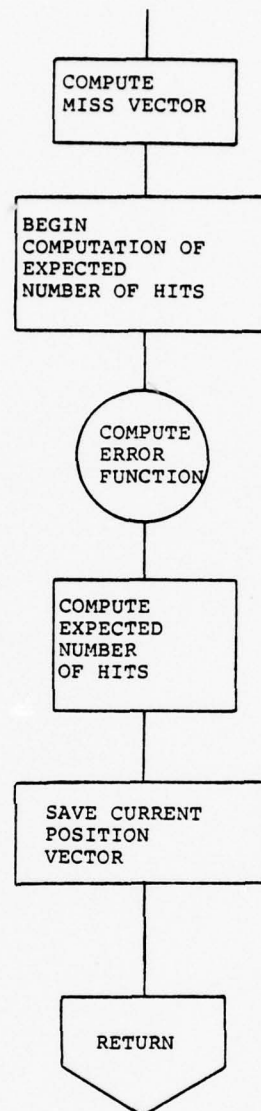 COMPUTE
MISS VECTOR
BEGIN
COMPUTATION OF
EXPECTED
NUMBER OF HITS
COMPUTE
ERROR
FUNCTION
COMPUTE
EXPECTED
NUMBER
OF HITS
SAVE CURRENT
POSITION
VECTOR
RETURN